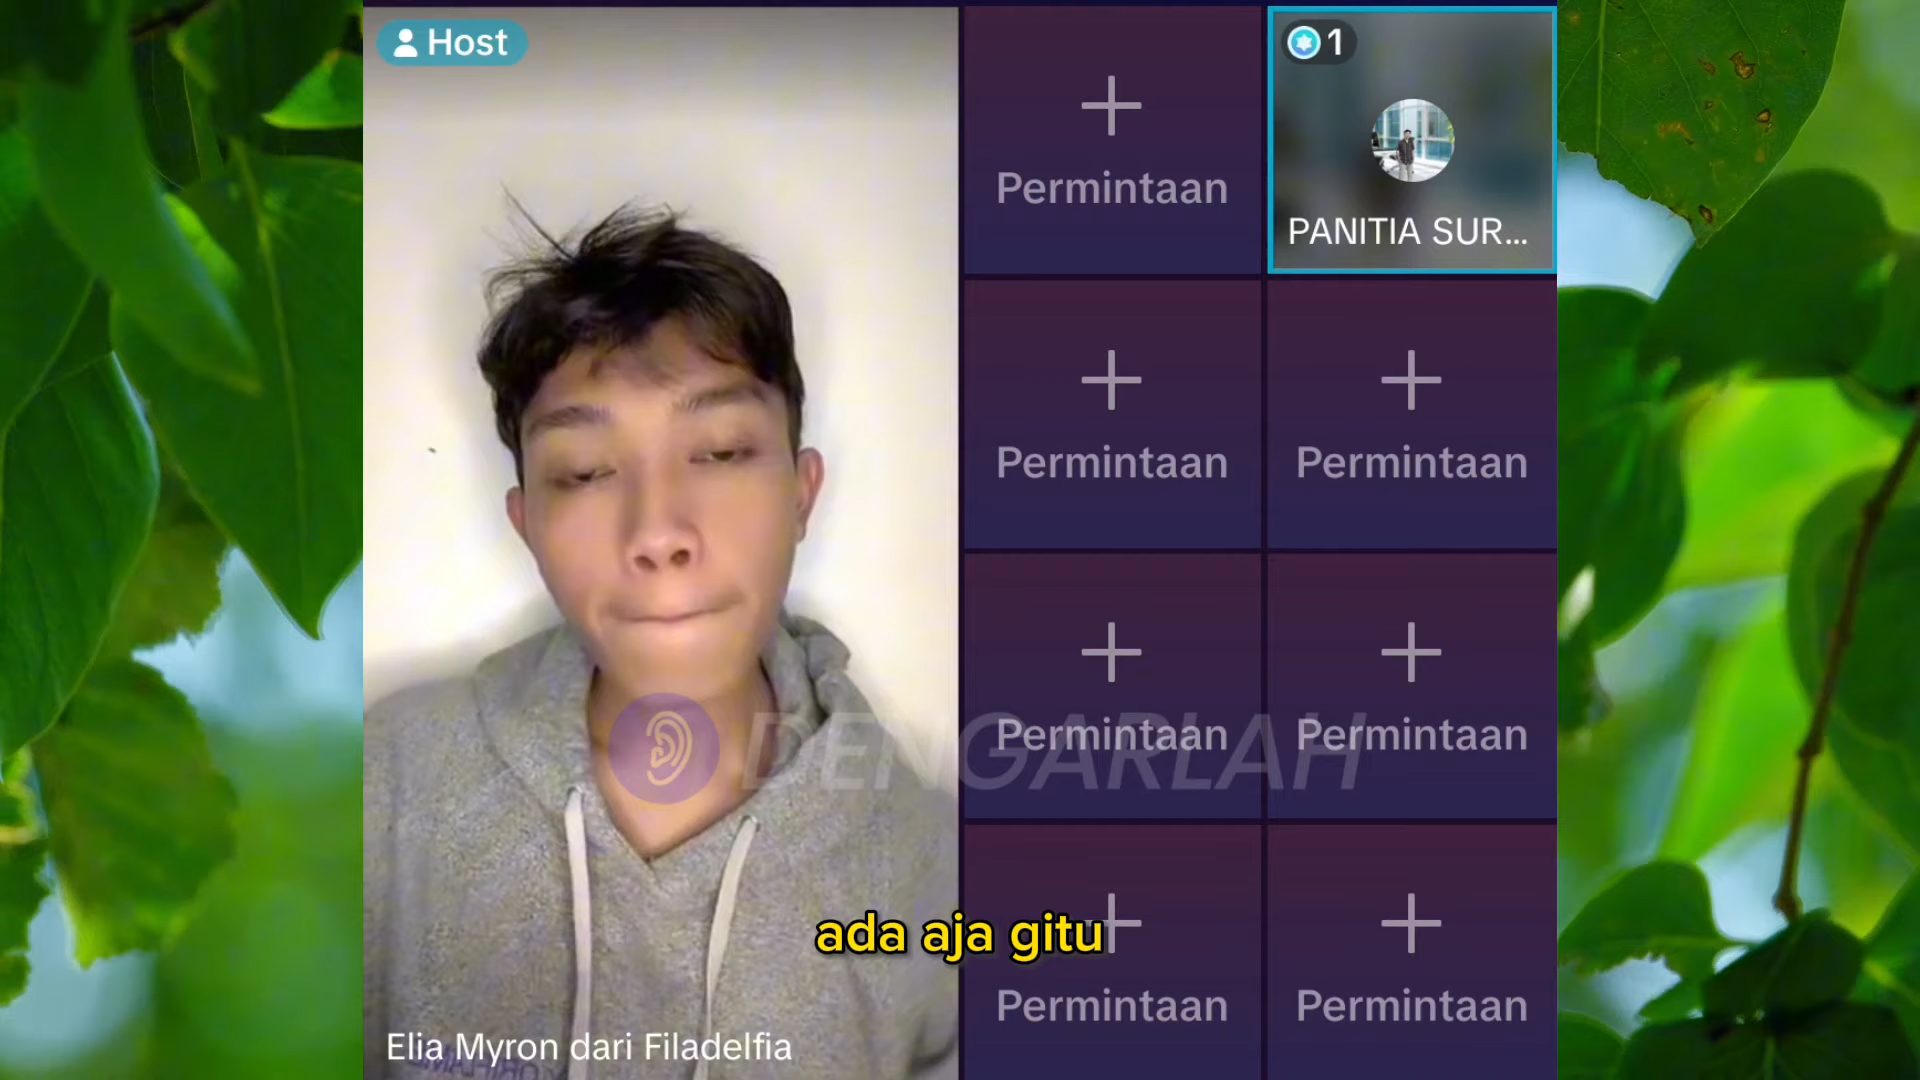 Host
Permintaan
1
PANITIA SUR...
Permintaan
Permintaan
Permintaan
Permintaan
DENGARLAH
ada aja gitu
Permintaan
Permintaan
Elia Myron dari Filadelfia